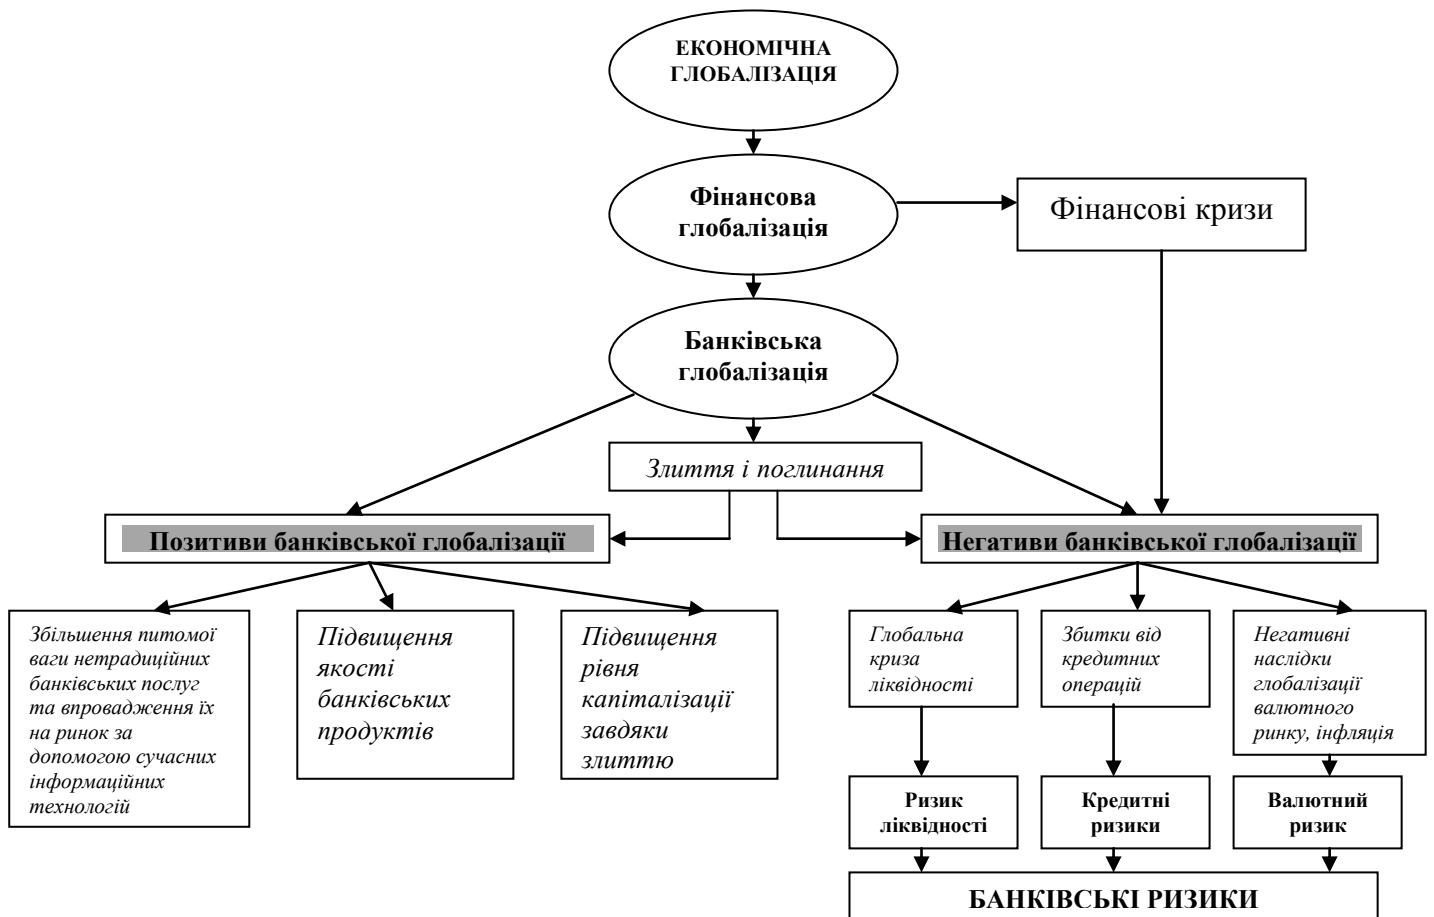 ЕКОНОМІЧНА
ГЛОБАЛІЗАЦІЯ
Фінансова
глобалізація
Фінансові кризи
Банківська
глобалізація
Злиття і поглинання
Позитиви банківської глобалізації
Негативи банківської глобалізації
Збільшення питомої
ваги нетрадиційних
банківських послуг
та впровадження їх
на ринок за
допомогою сучасних
інформаційних
технологій
Підвищення
якості
банківських
продуктів
Підвищення
рівня
капіталізації
завдяки
злиттю
Глобальна
криза
ліквідності
Збитки від
кредитних
операцій
Негативні
наслідки
глобалізації
валютного
ринку, інфляція
Ризик
ліквідності
Кредитні
ризики
Валютний
ризик
БАНКІВСЬКІ РИЗИКИ